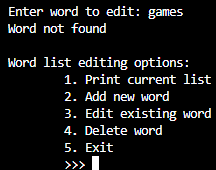 Enter word to edit: games
Word not found
Word list editing options:
1. Print current list
2. Add new word
3. Edit existing word
4. Delete word
5. Exit
>>>